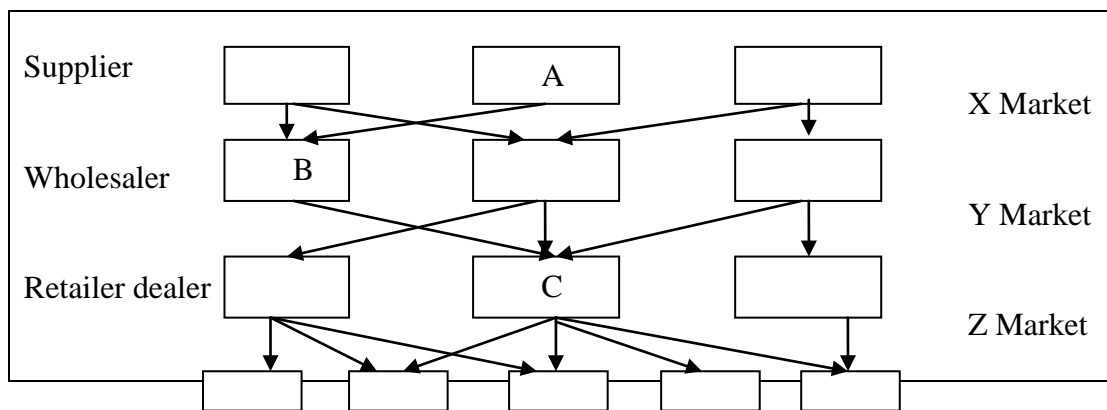 Supplier
A
X Market
Wholesaler
B
Y Market
Retailer dealer
C
Z Market